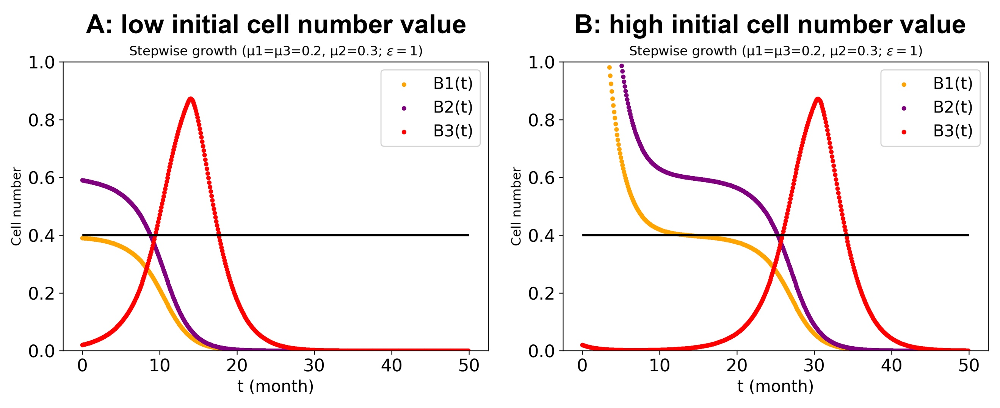 A: low initial cell number value
Stepwise growth (μ1=μ3=0.2, μ2=0.3; ε = 1)
1.0
0.8
0.6
0.4
0.2
0.0
Cell number
B1(t)
B2(t)
B3(t)
0 10 20 30 40 50
t (month)
B: high initial cell number value
Stepwise growth (μ1=μ3=0.2, μ2=0.3; ε = 1)
1.0
0.8
0.6
0.4
0.2
0.0
Cell number
B1(t)
B2(t)
B3(t)
0 10 20 30 40 50
t (month)